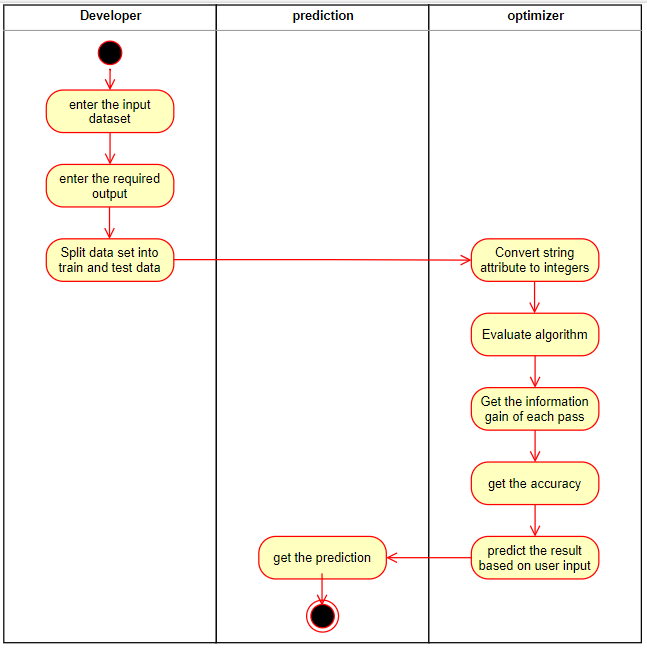 Developer
prediction
optimizer
enter the input
dataset
enter the required
output
Split data set into
train and test data
Convert string
attribute to integers
Evaluate algorithm
Get the information
gain of each pass
get the accuracy
predict the result
based on user input
get the prediction